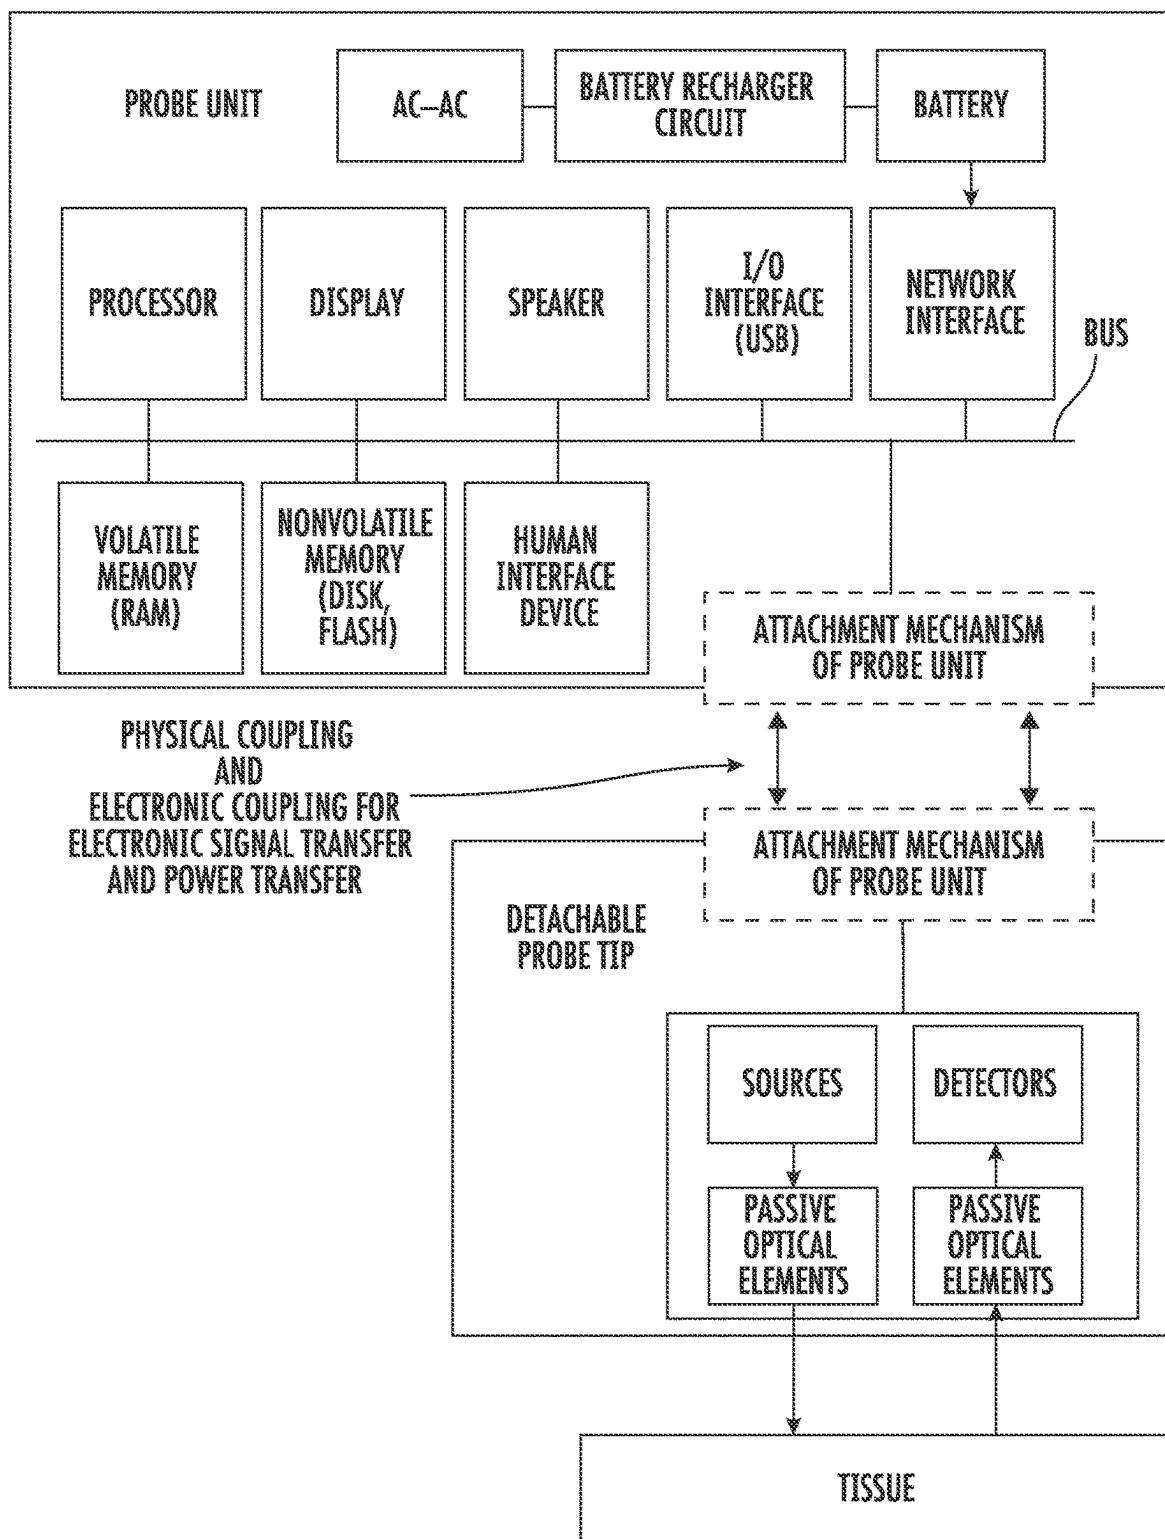 PROBE UNIT
AC–AC
BATTERY RECHARGER
CIRCUIT
BATTERY
PROCESSOR
DISPLAY
SPEAKER
I/O
INTERFACE
(USB)
NETWORK
INTERFACE
BUS
VOLATILE
MEMORY
(RAM)
NONVOLATILE
MEMORY
(DISK,
FLASH)
HUMAN
INTERFACE
DEVICE
ATTACHMENT MECHANISM
OF PROBE UNIT
PHYSICAL COUPLING
AND
ELECTRONIC COUPLING FOR
ELECTRONIC SIGNAL TRANSFER
AND POWER TRANSFER
ATTACHMENT MECHANISM
OF PROBE UNIT
DETACHABLE
PROBE TIP
SOURCES
DETECTORS
PASSIVE
OPTICAL
ELEMENTS
PASSIVE
OPTICAL
ELEMENTS
TISSUE